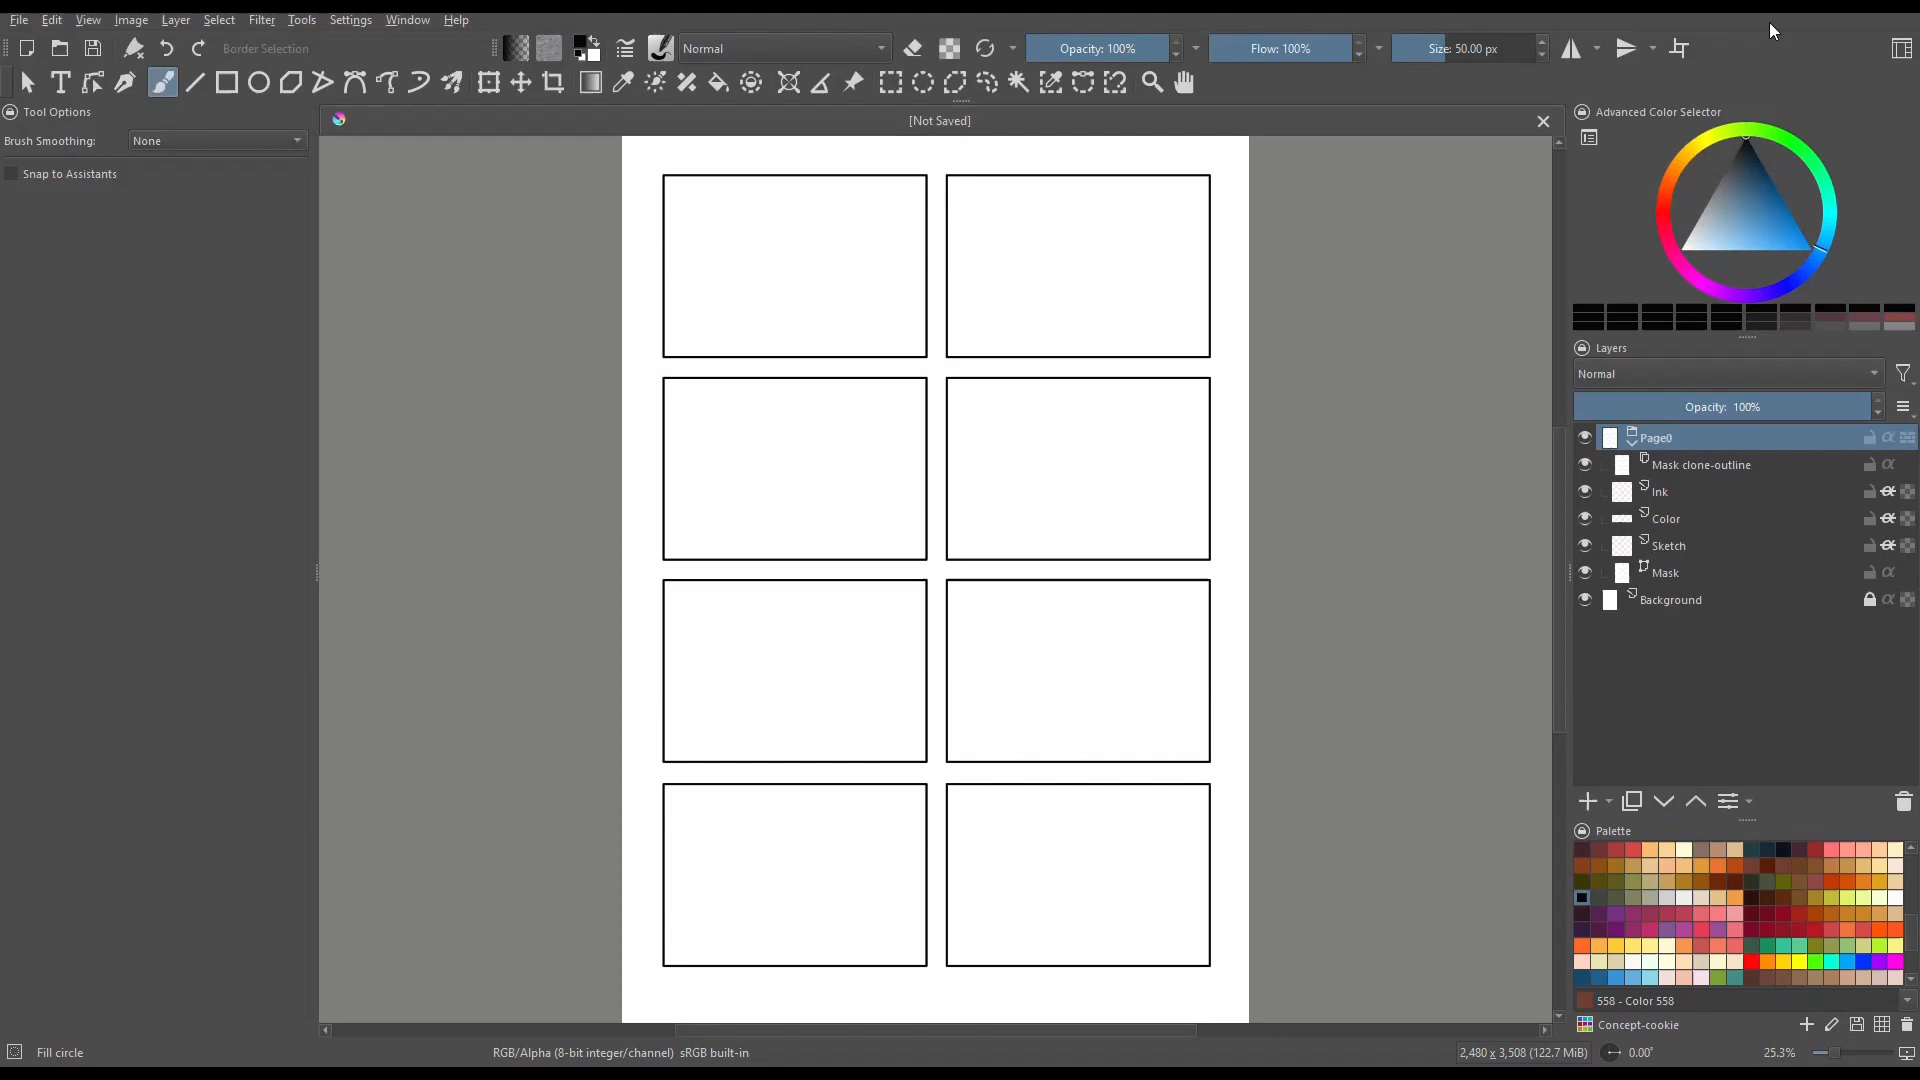 File Edit View Image Layer Select Filter Tools Settings Window Help
Border Selection
Normal
Opacity: 100%
Flow: 100%
Size: 50.00 px
Tool Options
[Not Saved]
Advanced Color Selector
Brush Smoothing: None
Snap to Assistants
Layers
Normal
Opacity: 100%
Page0
Mask clone-outline
Ink
Color
Sketch
Mask
Background
Palette
558 - Color 558
Concept-cookie
Fill circle
RGB/Alpha (8-bit integer/channel) sRGB built-in
2,480 x 3,508 (122.7 MiB)
0.00°
25.3%